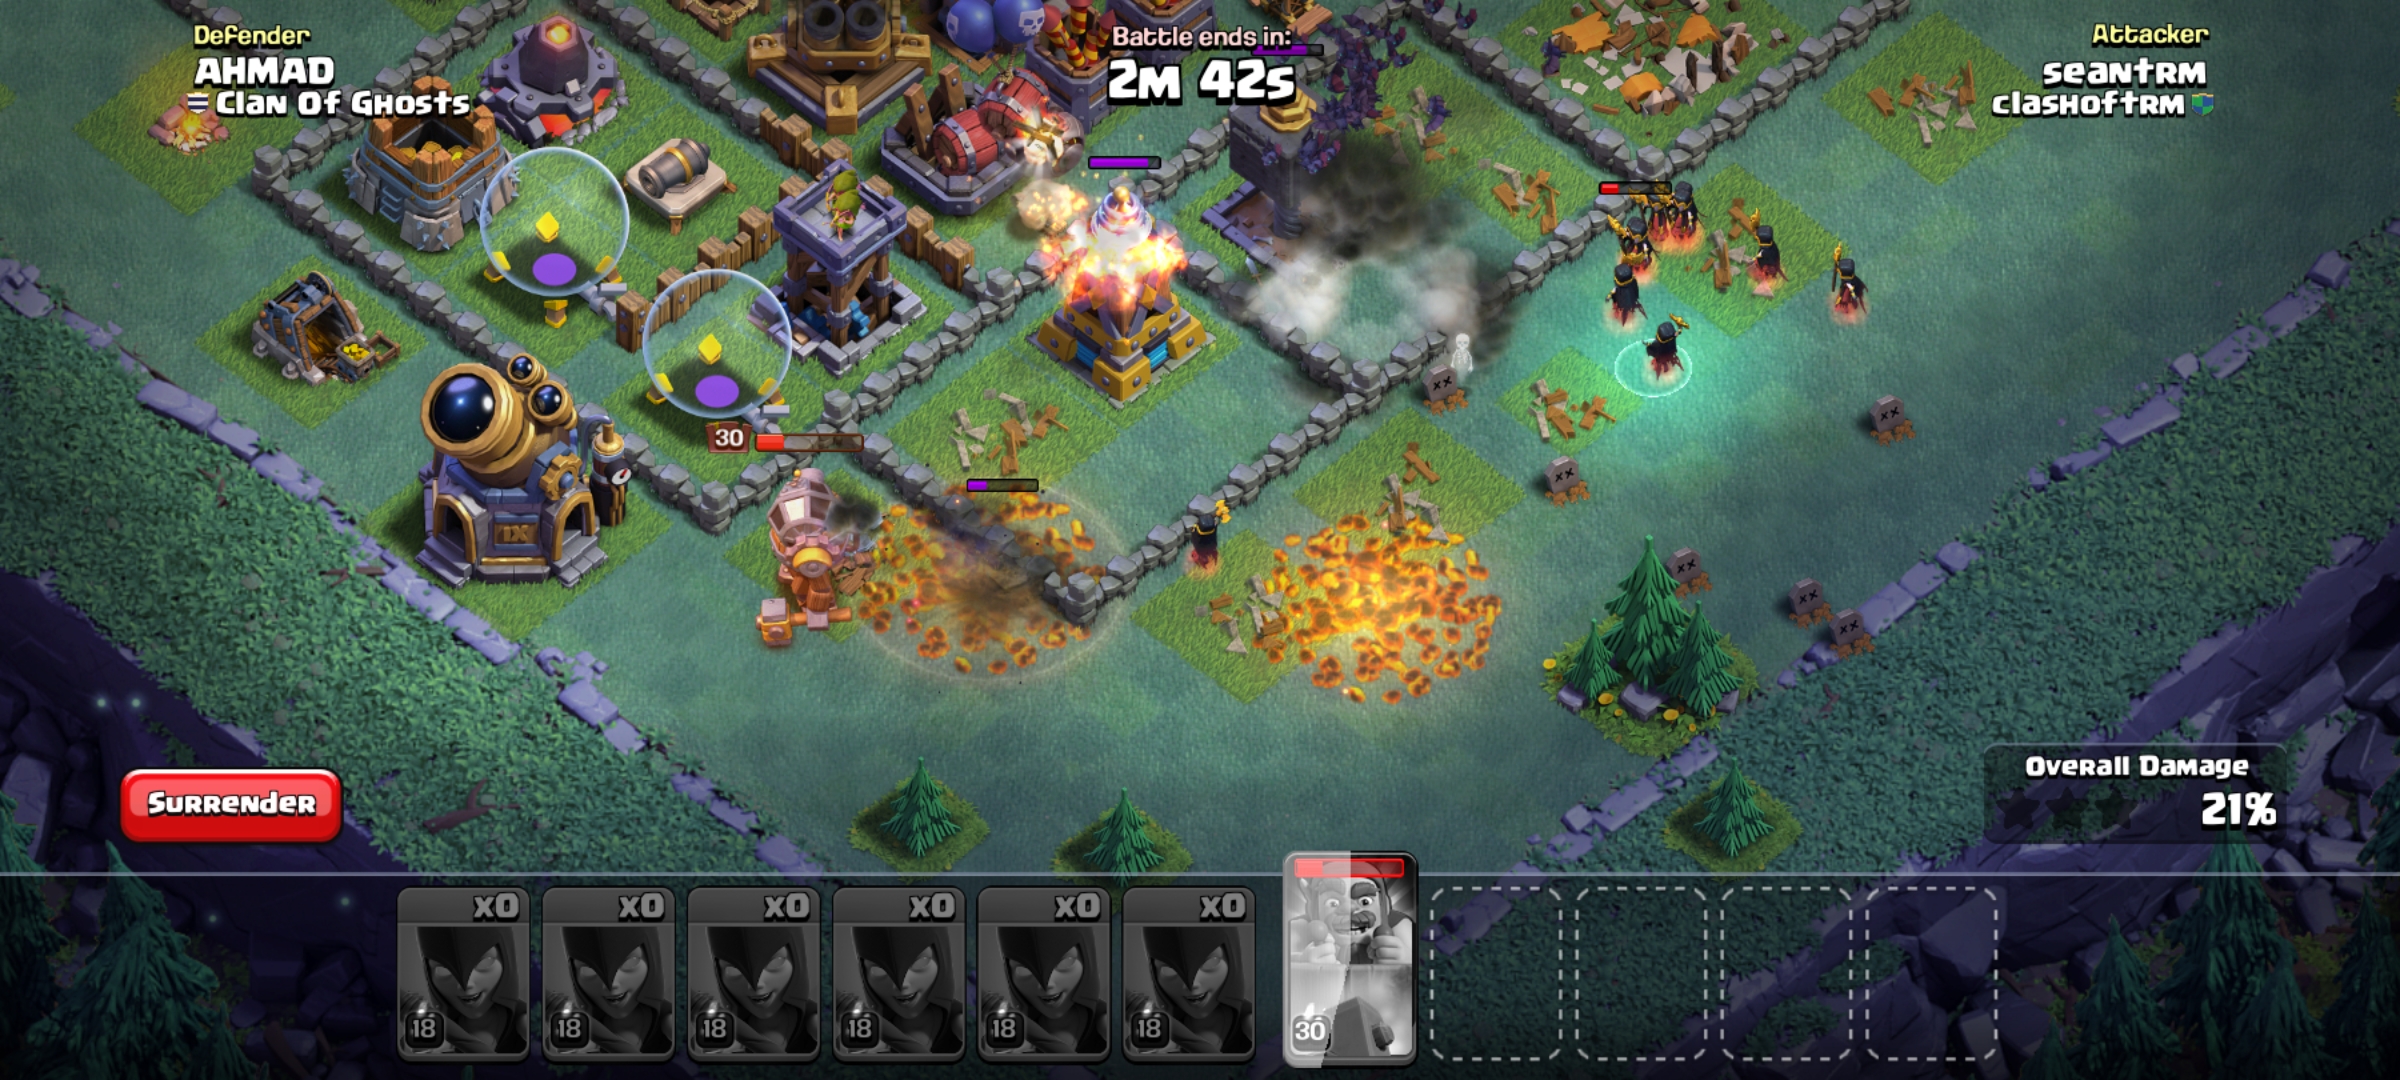 Defender
AHMAD
Clan Of Ghosts
Battle ends in:
2M 42s
Attacker
seantRM
clashoftRM
30
IX
Surrender
Overall Damage
21%
x0
x0
x0
x0
x0
x0
18
18
18
18
18
18
30